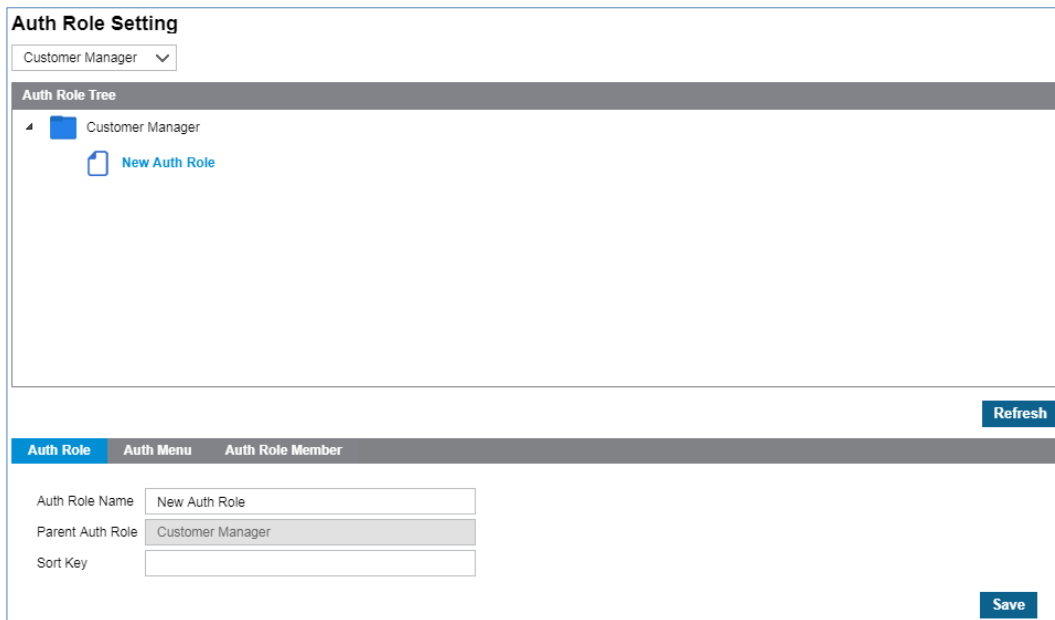 Auth Role Setting
Customer Manager
Auth Role Tree
Customer Manager
New Auth Role
Refresh
Auth Role Auth Menu Auth Role Member
Auth Role Name New Auth Role
Parent Auth Role Customer Manager
Sort Key
Save